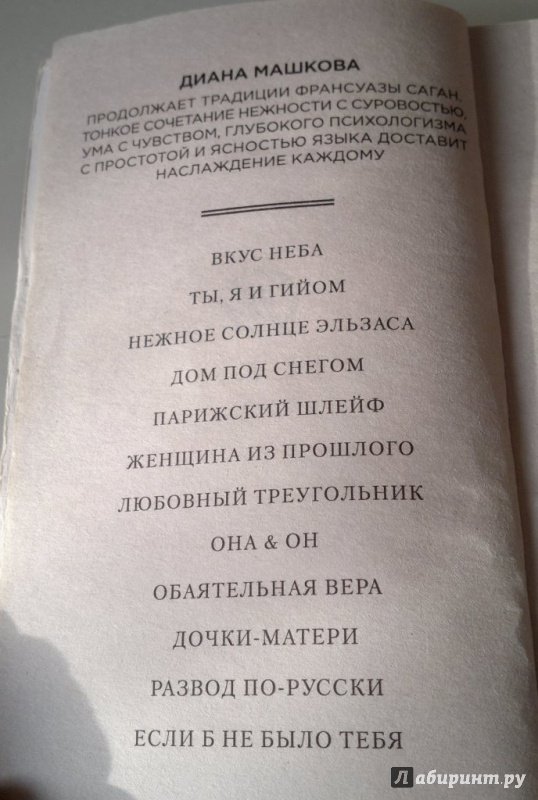 ДИАНА МАШКОВА
ПРОДОЛЖАЕТ ТРАДИЦИИ ФРАНСУАЗЫ САГАН.
ТОНКОЕ СОЧЕТАНИЕ НЕЖНОСТИ С СУРОВОСТЬЮ,
УМА С ЧУВСТВОМ, ГЛУБОКОГО ПСИХОЛОГИЗМА
С ПРОСТОТОЙ И ЯСНОСТЬЮ ЯЗЫКА ДОСТАВИТ
НАСЛАЖДЕНИЕ КАЖДОМУ
ВКУС НЕБА
ТЫ, Я И ГИЙОМ
НЕЖНОЕ СОЛНЦЕ ЭЛЬЗАСА
ДОМ ПОД СНЕГОМ
ПАРИЖСКИЙ ШЛЕЙФ
ЖЕНЩИНА ИЗ ПРОШЛОГО
ЛЮБОВНЫЙ ТРЕУГОЛЬНИК
ОНА & ОН
ОБАЯТЕЛЬНАЯ ВЕРА
ДОЧКИ-МАТЕРИ
РАЗВОД ПО-РУССКИ
ЕСЛИ Б НЕ БЫЛО ТЕБЯ
Лабиринт.ру